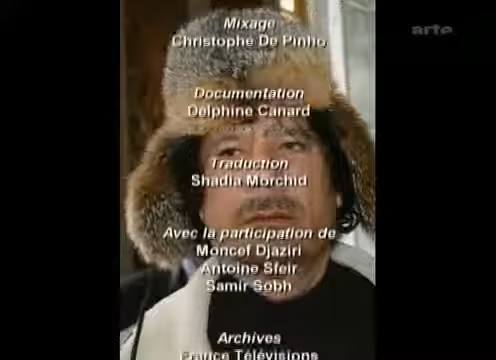 Mixage
Christophe De Pinho
arte
Documentation
Delphine Canard
Traduction
Shadia Morchid
Avec la participation de
Moncef Djaziri
Antoine Sfeir
Samir Sobh
Archives
France Télévisions